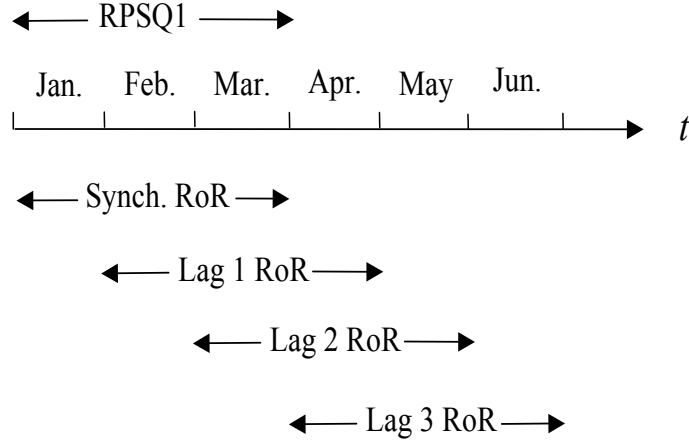 RPSQ1
Jan. Feb. Mar. Apr. May Jun.
t
Synch. RoR
Lag 1 RoR
Lag 2 RoR
Lag 3 RoR